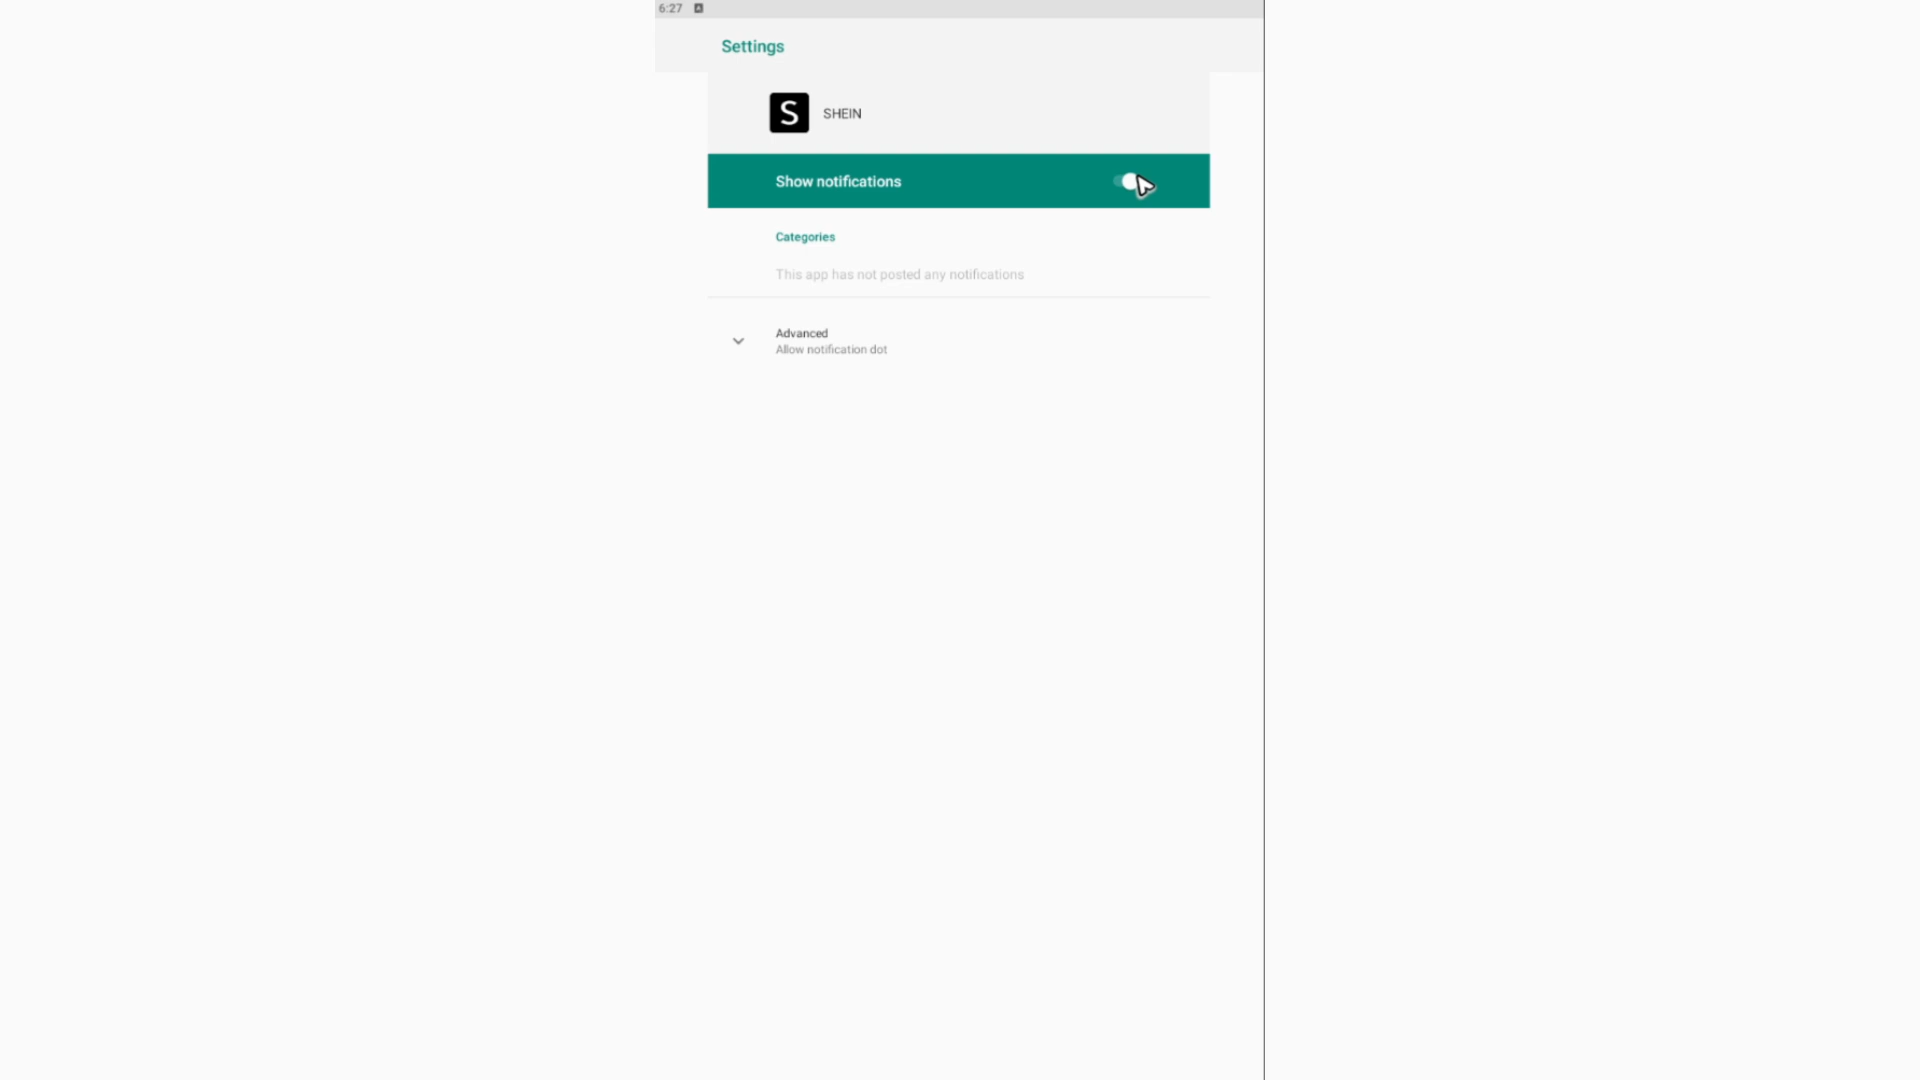 6:27
Settings
S
SHEIN
Show notifications
Categories
This app has not posted any notifications
Advanced
Allow notification dot